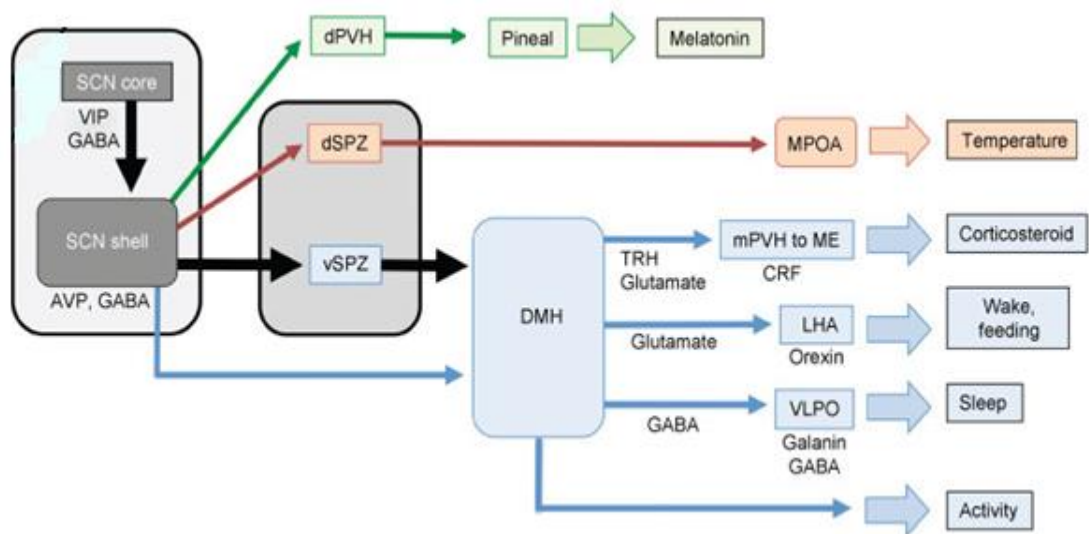 dPVH
Pineal
Melatonin
SCN core
VIP
GABA
dSPZ
MPOA
Temperature
SCN shell
AVP, GABA
vSPZ
DMH
TRH
Glutamate
mPVH to ME
CRF
Corticosteroid
Glutamate
LHA
Orexin
Wake,
feeding
GABA
VLPO
Galanin
GABA
Sleep
Activity